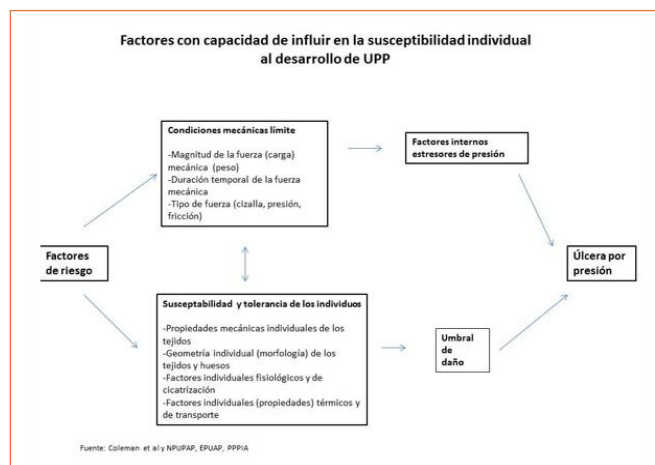 Factores con capacidad de influir en la susceptibilidad individual
al desarrollo de UPP
Condiciones mecánicas límite
-Magnitud de la fuerza (carga)
mecánica (peso)
-Duración temporal de la fuerza
mecánica
-Tipo de fuerza (cizalla, presión,
fricción)
Factores internos
estresores de presión
Factores
de riesgo
Úlcera por
presión
Susceptabilidad y tolerancia de los individuos
-Propiedades mecánicas individuales de los
tejidos
-Geometría individual (morfología) de los
tejidos y huesos
-Factores individuales fisiológicos y de
cicatrización
-Factores individuales (propiedades) térmicos y
de transporte
Umbral
de
daño
Fuente: Coleman et al y NPUPAP, EPUAP, PPPIA